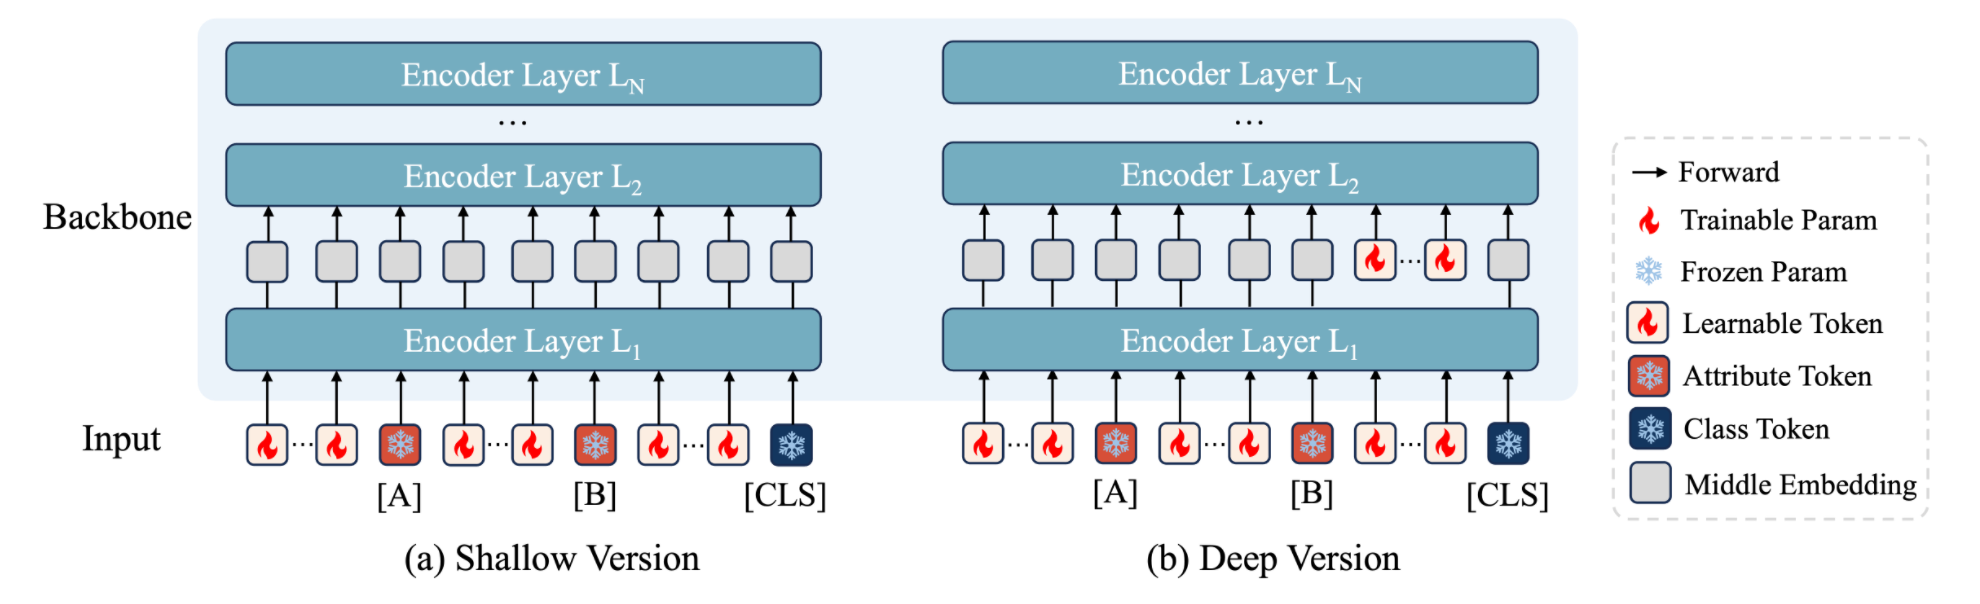 Encoder Layer L_N
...
Encoder Layer L_2
Encoder Layer L_1
... ... ...
[A] [B] [CLS]
(a) Shallow Version
Encoder Layer L_N
...
Encoder Layer L_2
...
Encoder Layer L_1
... ... ...
[A] [B] [CLS]
(b) Deep Version
Backbone
Input
Forward
Trainable Param
Frozen Param
Learnable Token
Attribute Token
Class Token
Middle Embedding